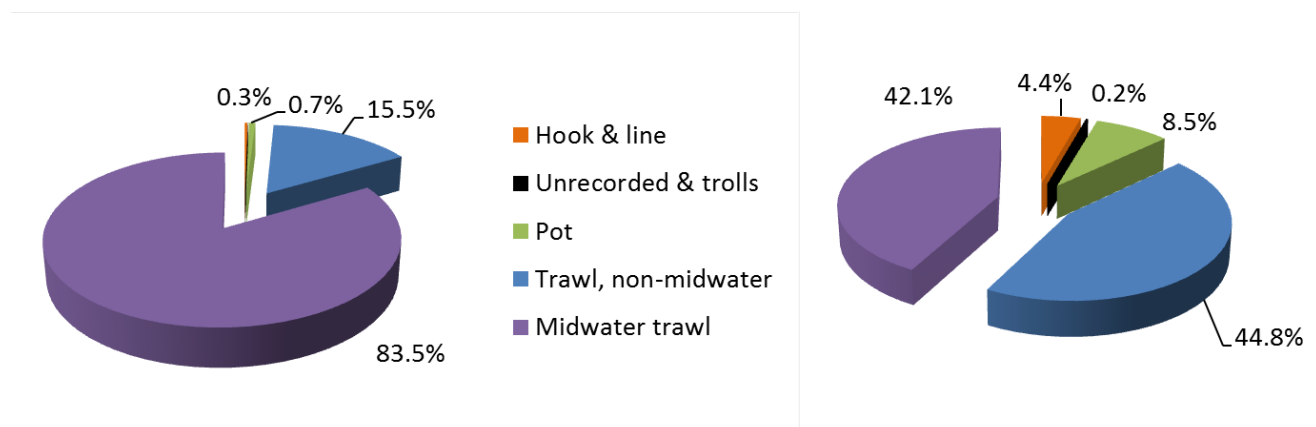 0.3%
0.7%
15.5%
83.5%
Hook & line
Unrecorded & trolls
Pot
Trawl, non-midwater
Midwater trawl
42.1%
4.4%
0.2%
8.5%
44.8%